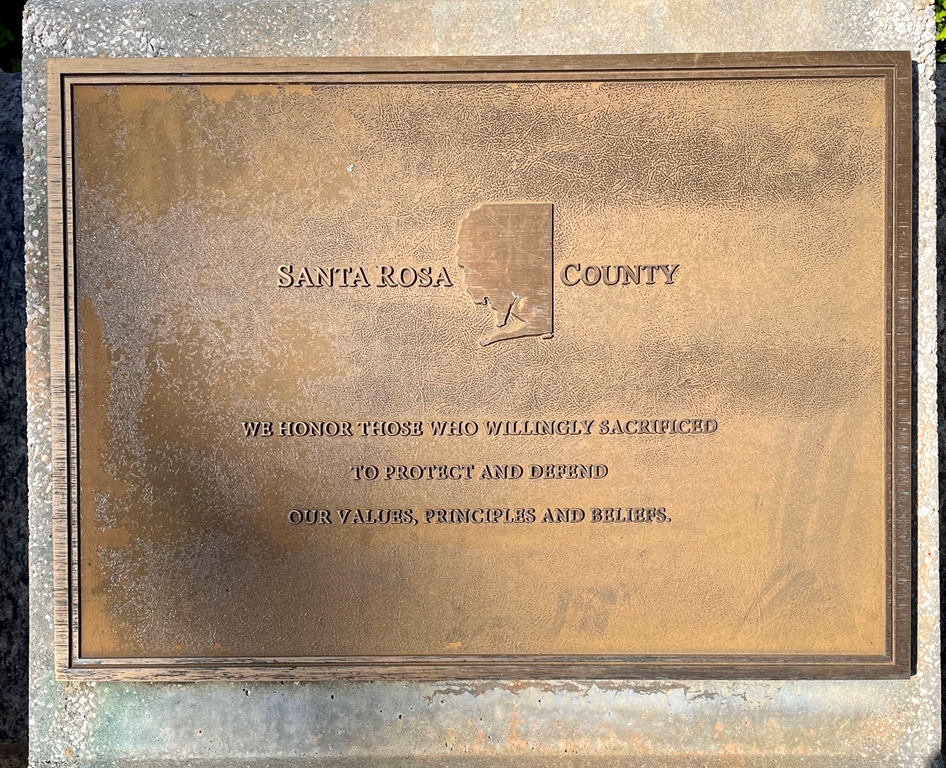 SANTA ROSA COUNTY
WE HONOR THOSE WHO WILLINGLY SACRIFICED
TO PROTECT AND DEFEND
OUR VALUES, PRINCIPLES AND BELIEFS.